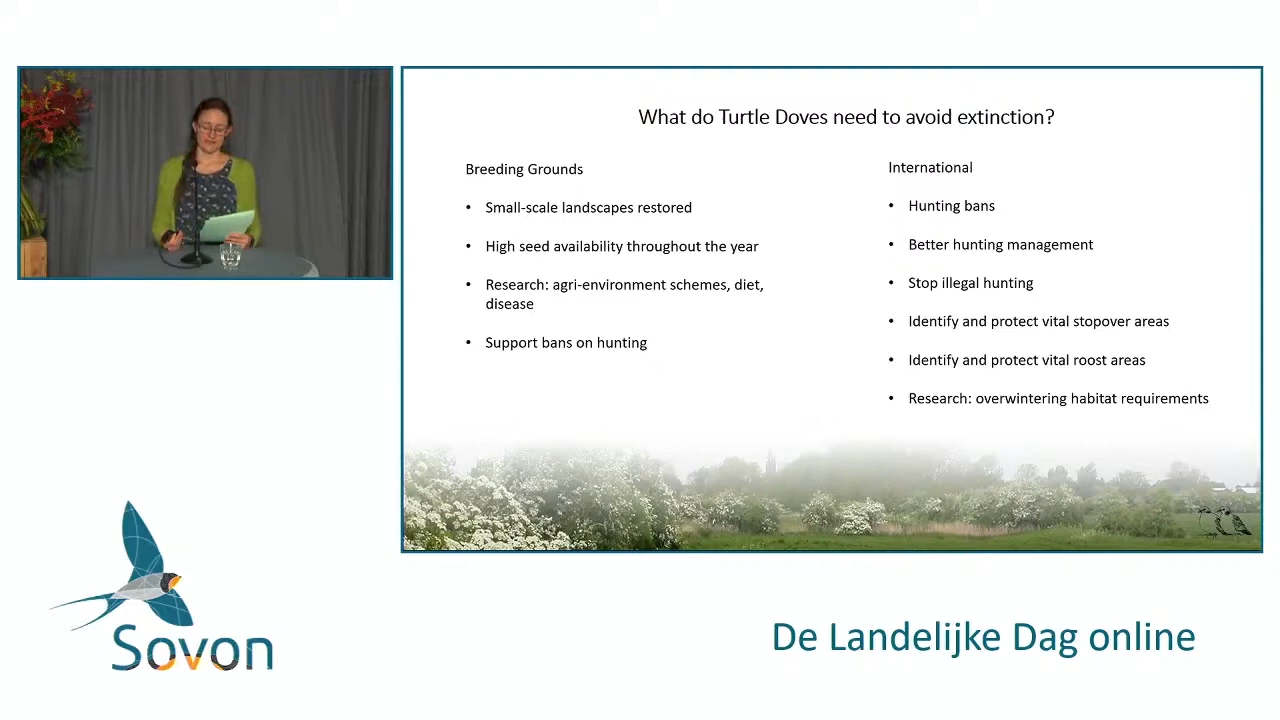 What do Turtle Doves need to avoid extinction?
Breeding Grounds
• Small-scale landscapes restored
• High seed availability throughout the year
• Research: agri-environment schemes, diet,
disease
• Support bans on hunting
International
• Hunting bans
• Better hunting management
• Stop illegal hunting
• Identify and protect vital stopover areas
• Identify and protect vital roost areas
• Research: overwintering habitat requirements
Sovon
De Landelijke Dag online